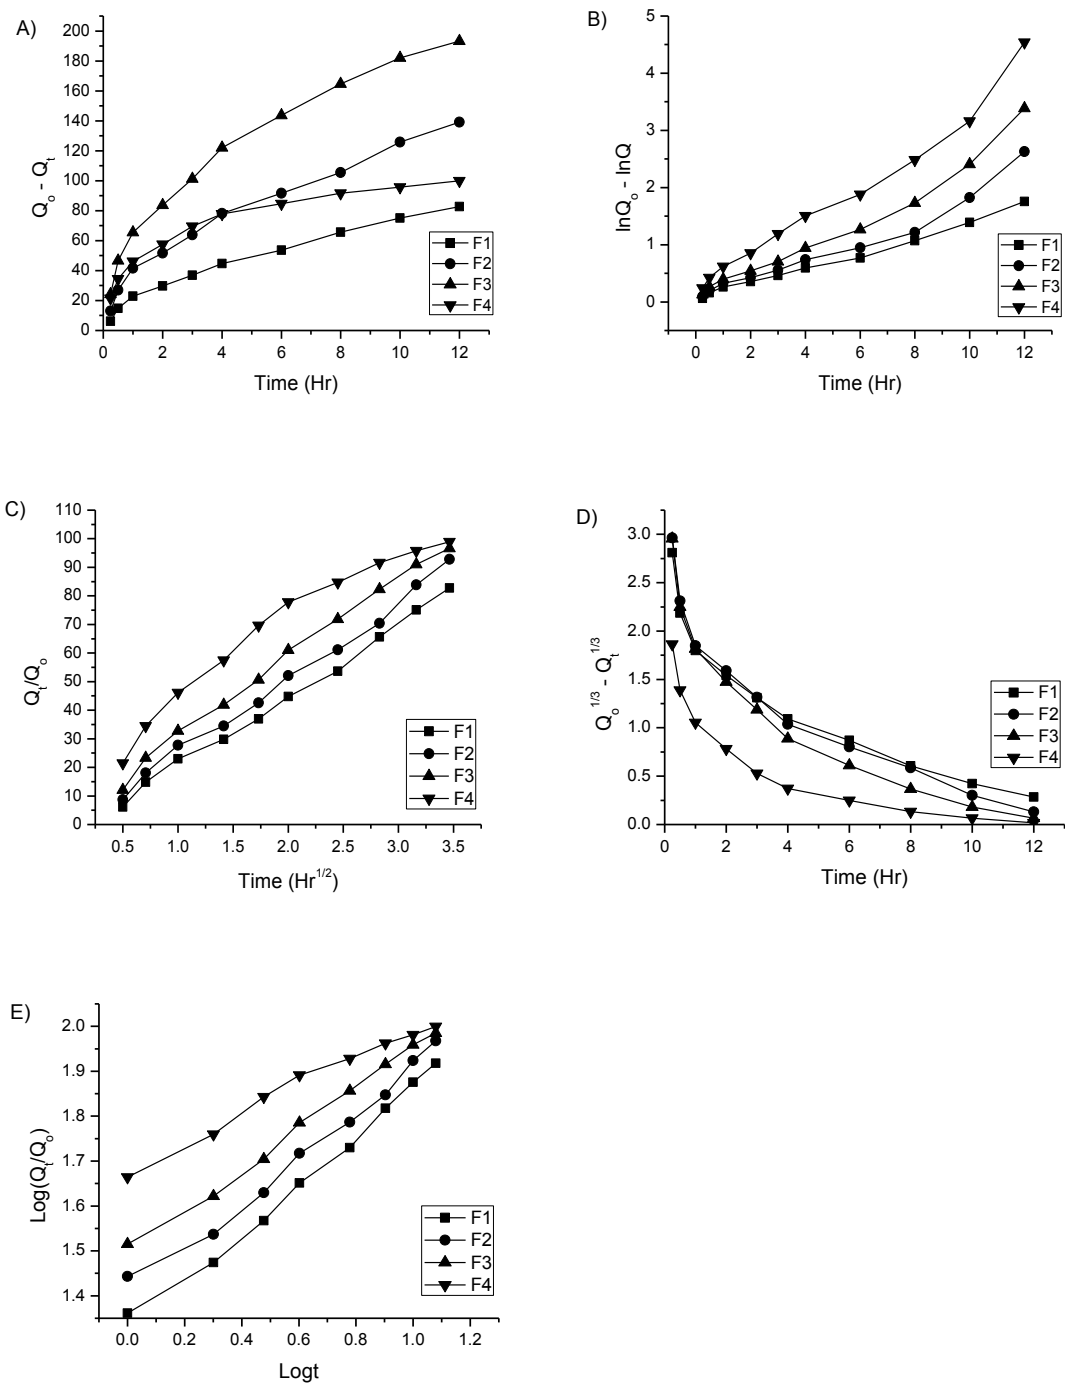 A)
Qo - Qt
200
180
160
140
120
100
80
60
40
20
0
0 2 4 6 8 10 12
Time (Hr)
F1
F2
F3
F4
B)
lnQo - lnQ
5
4
3
2
1
0
0 2 4 6 8 10 12
Time (Hr)
F1
F2
F3
F4
C)
Qt/Qo
110
100
90
80
70
60
50
40
30
20
10
0
0.5 1.0 1.5 2.0 2.5 3.0 3.5
Time (Hr1/2)
F1
F2
F3
F4
D)
Qo1/3 - Qt1/3
3.0
2.5
2.0
1.5
1.0
0.5
0.0
0 2 4 6 8 10 12
Time (Hr)
F1
F2
F3
F4
E)
Log(Qt/Qo)
2.0
1.9
1.8
1.7
1.6
1.5
1.4
0.0 0.2 0.4 0.6 0.8 1.0 1.2
Logt
F1
F2
F3
F4